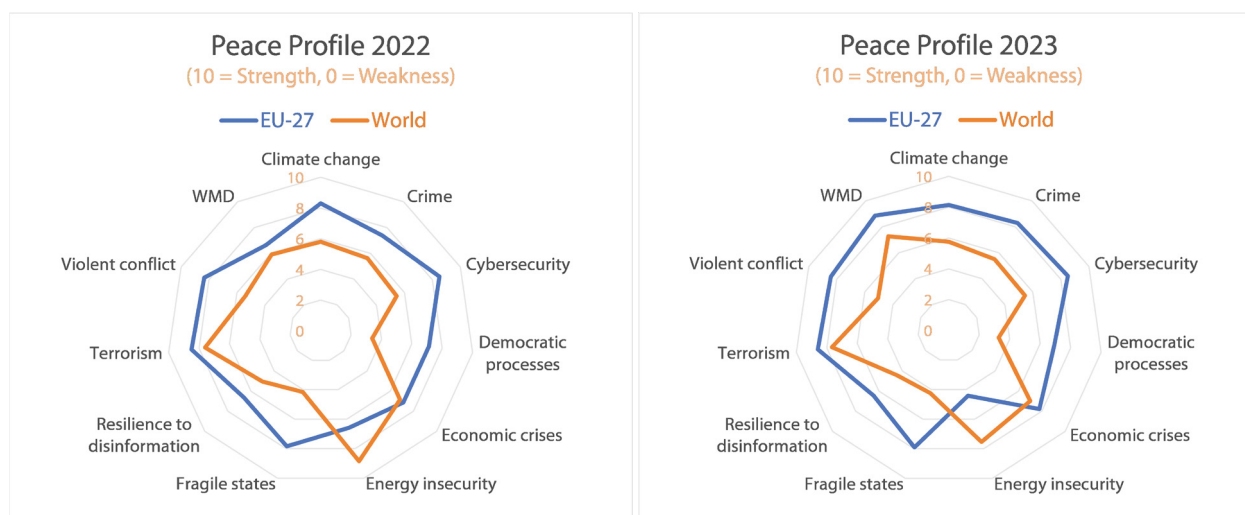 Peace Profile 2022
(10 = Strength, 0 = Weakness)
EU-27 World
Climate change
10
WMD
Crime
8
6
Violent conflict
Cybersecurity
4
2
0
Terrorism
Democratic
processes
Resilience to
disinformation
Economic crises
Fragile states
Energy insecurity
Peace Profile 2023
(10 = Strength, 0 = Weakness)
EU-27 World
Climate change
10
WMD
Crime
8
6
Violent conflict
Cybersecurity
4
2
0
Terrorism
Democratic
processes
Resilience to
disinformation
Economic crises
Fragile states
Energy insecurity